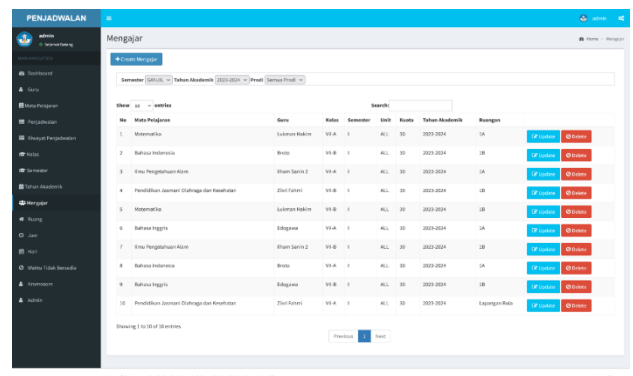 PENJADWALAN
admin
admin
Mengajar
Home > Mengajar
Dashboard
Guru
Mata Pelajaran
Penjadwalan
Riwayat Penjadwalan
Kelas
Semester
Tahun Akademik
Mengajar
Ruang
Jam
Hari
Waktu Tidak Bersedia
Kromosom
Admin
+ Create Mengajar
Semester GANJIL Tahun Akademik 2023-2024 Prodi Semua Prodi
Show 10 entries Search:
No Mata Pelajaran Guru Kelas Semester Unit Kuota Tahun Akademik Ruangan
1 Matematika Lukman Hakim VII-A ALL 30 2023-2024 1A Update Delete
2 Bahasa Indonesia Broto VII-B ALL 30 2023-2024 1B Update Delete
3 Ilmu Pengetahuan Alam VII-A ALL 30 2023-2024 1A Update Delete
4 Pendidikan Jasmani Olahraga dan Kesehatan Zilvi Fahmi VII-B ALL 30 2023-2024 1B Update Delete
5 Matematika Lukman Hakim VII-B ALL 30 2023-2024 1B Update Delete
6 Bahasa Inggris Edogawa VII-A ALL 30 2023-2024 1A Update Delete
7 Ilmu Pengetahuan Alam VII-B ALL 30 2023-2024 1B Update Delete
8 Bahasa Indonesia Broto VII-A ALL 30 2023-2024 1A Update Delete
9 Bahasa Inggris Edogawa VII-B ALL 30 2023-2024 1B Update Delete
10 Pendidikan Jasmani Olahraga dan Kesehatan Zilvi Fahmi VII-A ALL 30 2023-2024 Lapangan Bola Update Delete
Showing 1 to 10 of 10 entries
Previous 1 Next